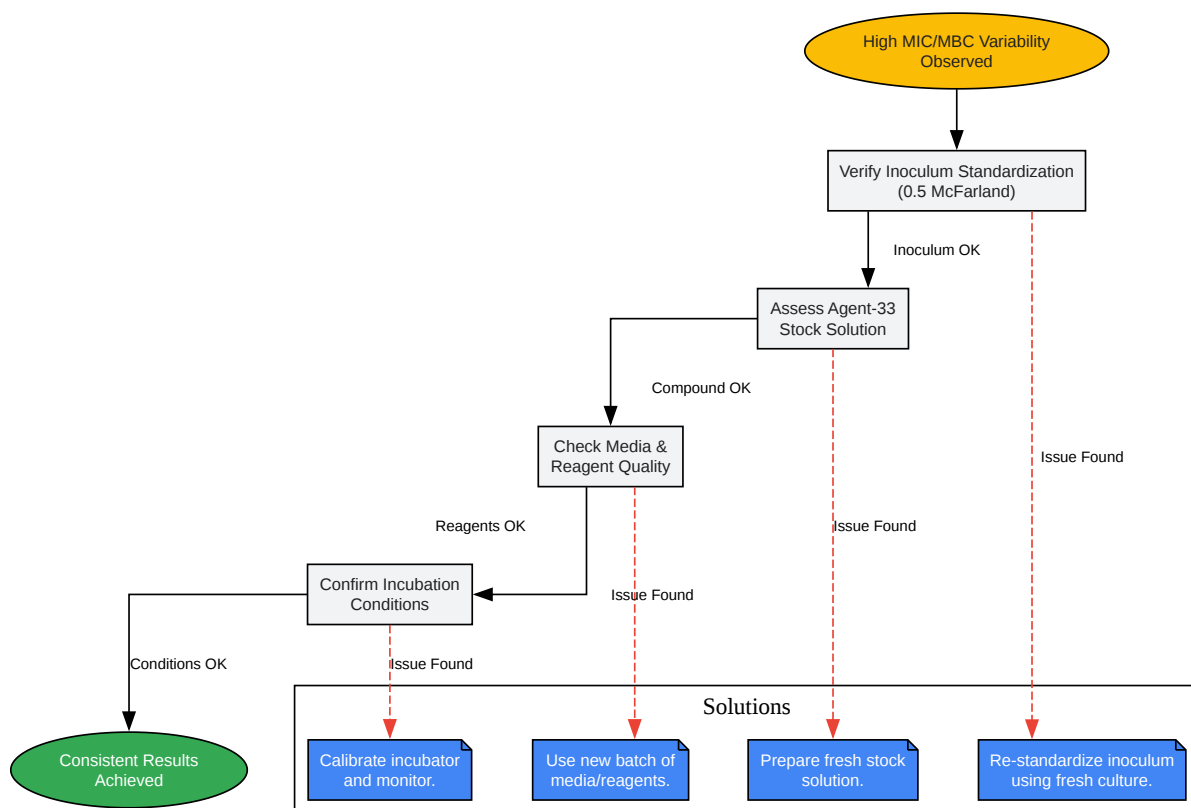 High MIC/MBC Variability
Observed
Verify Inoculum Standardization
(0.5 McFarland)
Inoculum OK
Assess Agent-33
Stock Solution
Compound OK
Check Media &
Reagent Quality
Issue Found
Reagents OK
Issue Found
Confirm Incubation
Conditions
Issue Found
Conditions OK
Issue Found
Solutions
Consistent Results
Achieved
Calibrate incubator
and monitor.
Use new batch of
media/reagents.
Prepare fresh stock
solution.
Re-standardize inoculum
using fresh culture.